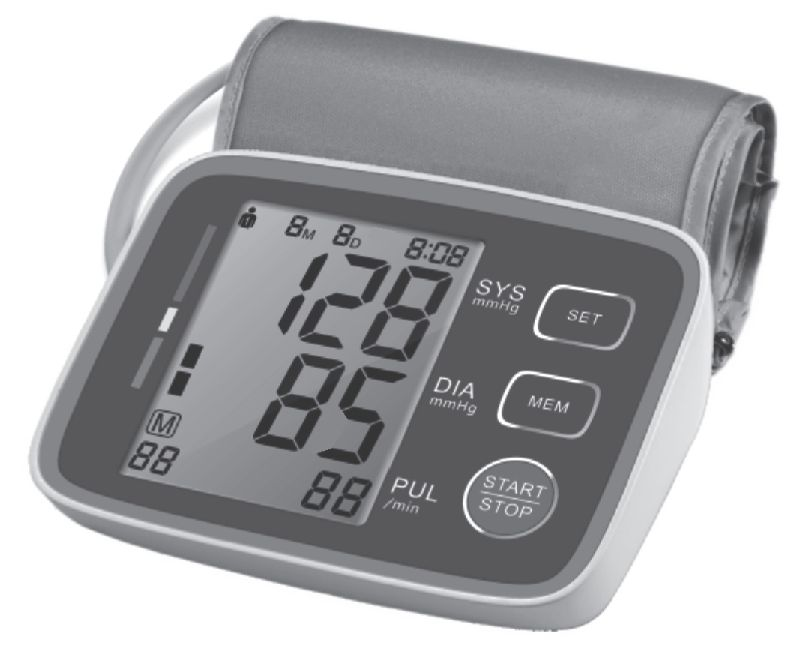 8M 8D 8:08
128
SYS
mmHg
SET
85
DIA
mmHg
MEM
M
88
88
PUL
/min
START
STOP